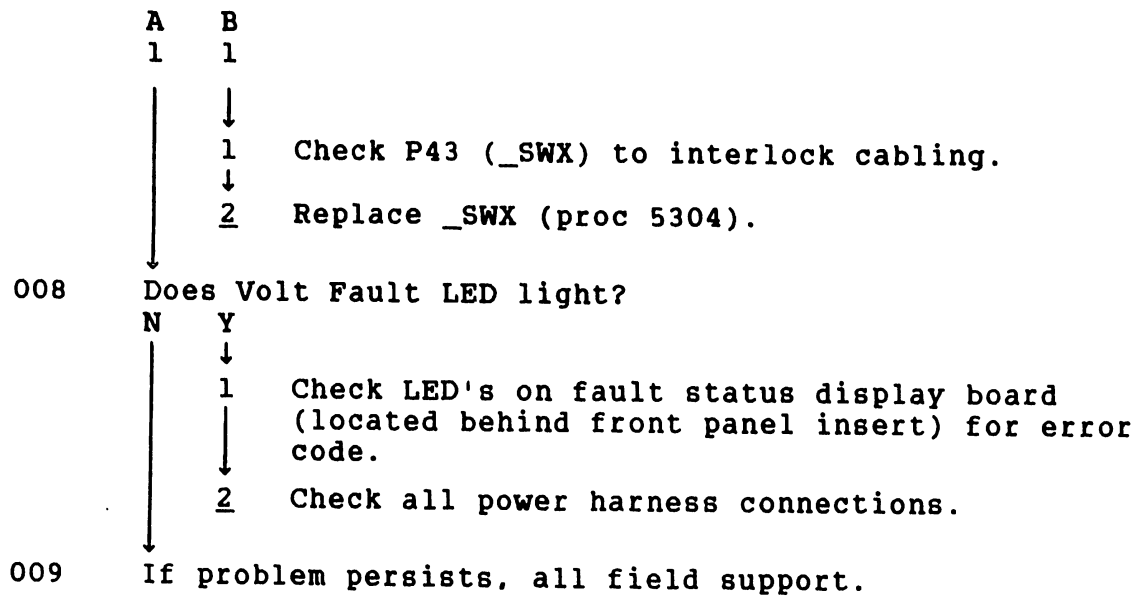 A B
1 1
1 Check P43 (_SWX) to interlock cabling.
2 Replace _SWX (proc 5304).
008 Does Volt Fault LED light?
N Y
1 Check LED's on fault status display board
(located behind front panel insert) for error
code.
2 Check all power harness connections.
009 If problem persists, all field support.